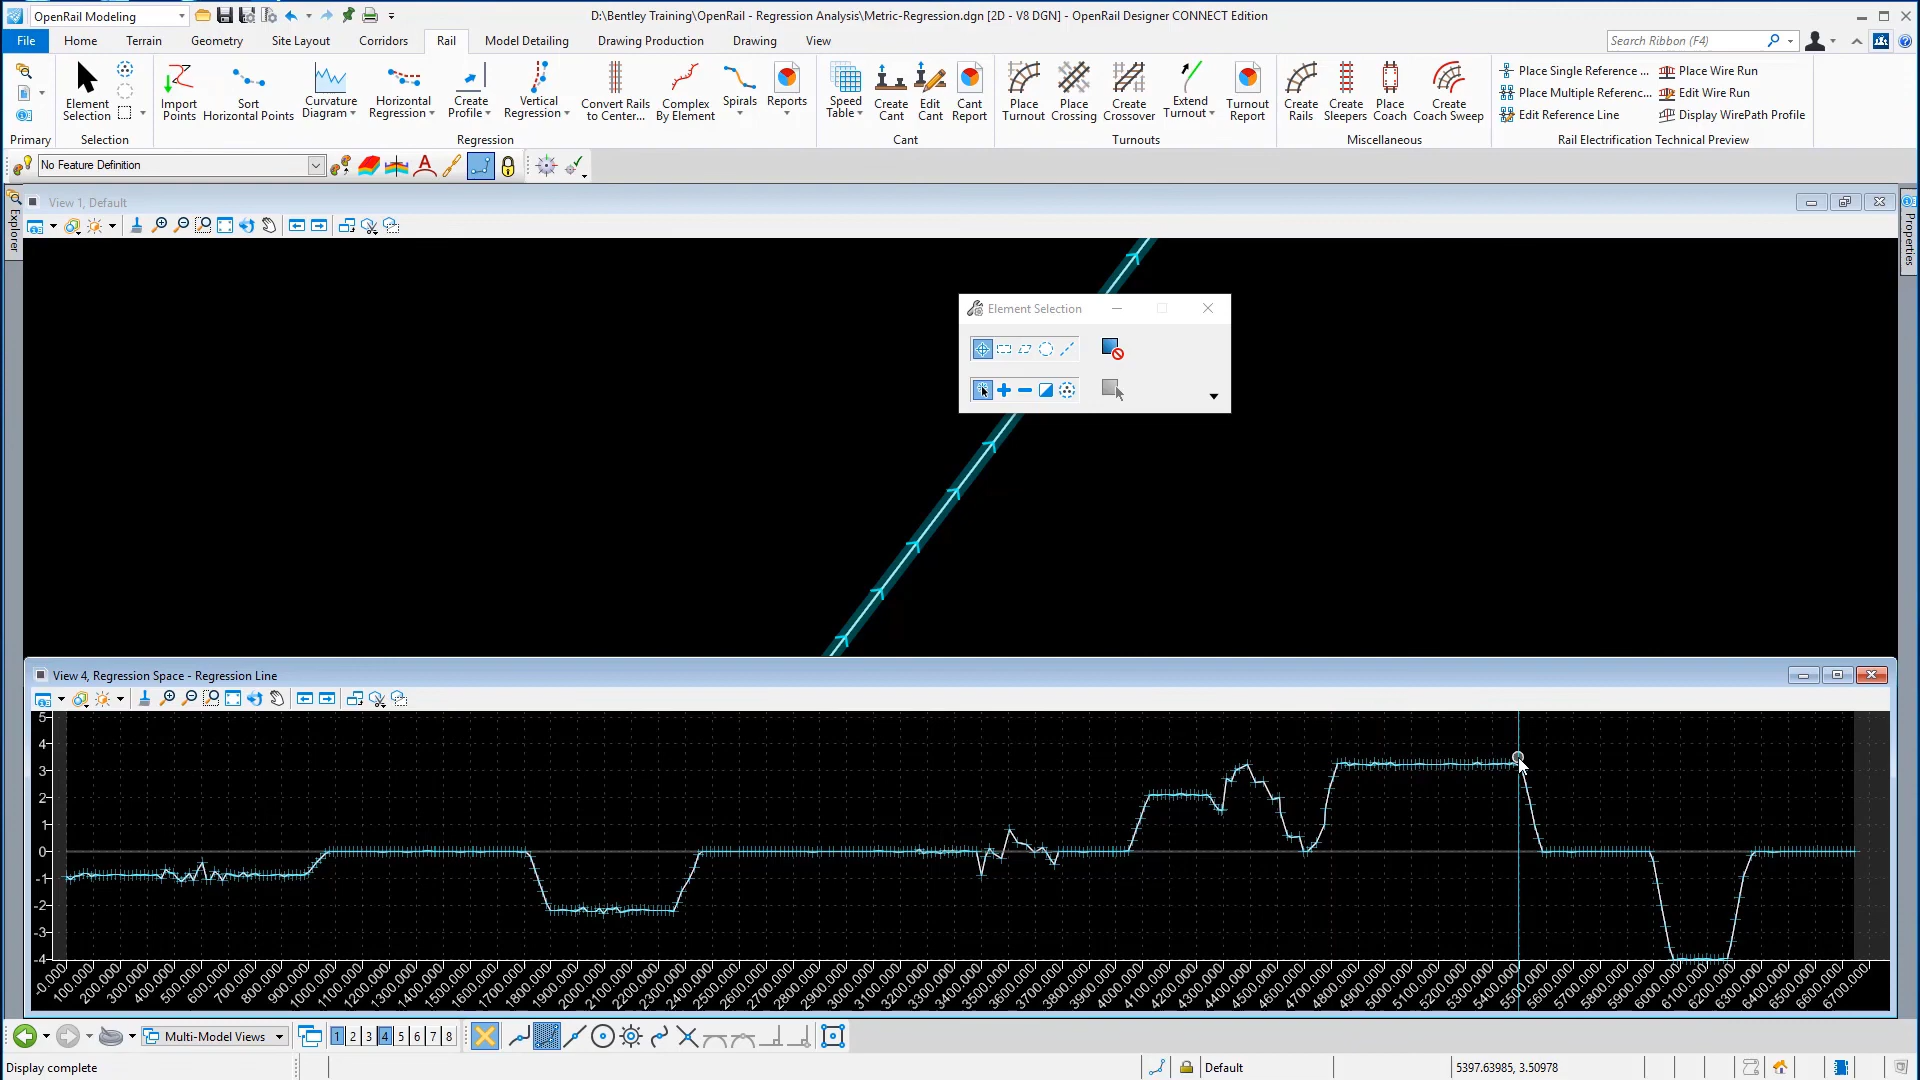 OpenRail Modeling
D:\Bentley Training\OpenRail - Regression Analysis\Metric-Regression.dgn [2D - V8 DGN] - OpenRail Designer CONNECT Edition
File Home Terrain Geometry Site Layout Corridors Rail Model Detailing Drawing Production Drawing View
Search Ribbon (F4)
Element Selection
Import Points
Sort Horizontal Points
Curvature Diagram
Horizontal Regression
Create Profile
Vertical Regression
Convert Rails to Center...
Complex By Element
Spirals
Reports
Speed Table
Create Cant
Edit Cant
Cant Report
Place Turnout
Place Crossing
Create Crossover
Extend Turnout
Turnout Report
Create Rails
Create Sleepers
Place Coach
Create Coach Sweep
Place Single Reference ...
Place Multiple Referenc...
Edit Reference Line
Place Wire Run
Edit Wire Run
Display WirePath Profile
Primary Selection Regression Cant Turnouts Miscellaneous Rail Electrification Technical Preview
No Feature Definition
Explorer
Properties
View 1, Default
Element Selection
View 4, Regression Space - Regression Line
5
4
3
2
1
0
-1
-2
-3
-4
-0.000 100.000 200.000 300.000 400.000 500.000 600.000 700.000 800.000 900.000 1000.000 1100.000 1200.000 1300.000 1400.000 1500.000 1600.000 1700.000 1800.000 1900.000 2000.000 2100.000 2200.000 2300.000 2400.000 2500.000 2600.000 2700.000 2800.000 2900.000 3000.000 3100.000 3200.000 3300.000 3400.000 3500.000 3600.000 3700.000 3800.000 3900.000 4000.000 4100.000 4200.000 4300.000 4400.000 4500.000 4600.000 4700.000 4800.000 4900.000 5000.000 5100.000 5200.000 5300.000 5400.000 5500.000 5600.000 5700.000 5800.000 5900.000 6000.000 6100.000 6200.000 6300.000 6400.000 6500.000 6600.000 6700.000
Multi-Model Views 1 2 3 4 5 6 7 8
Display complete
Default
5397.63985, 3.50978